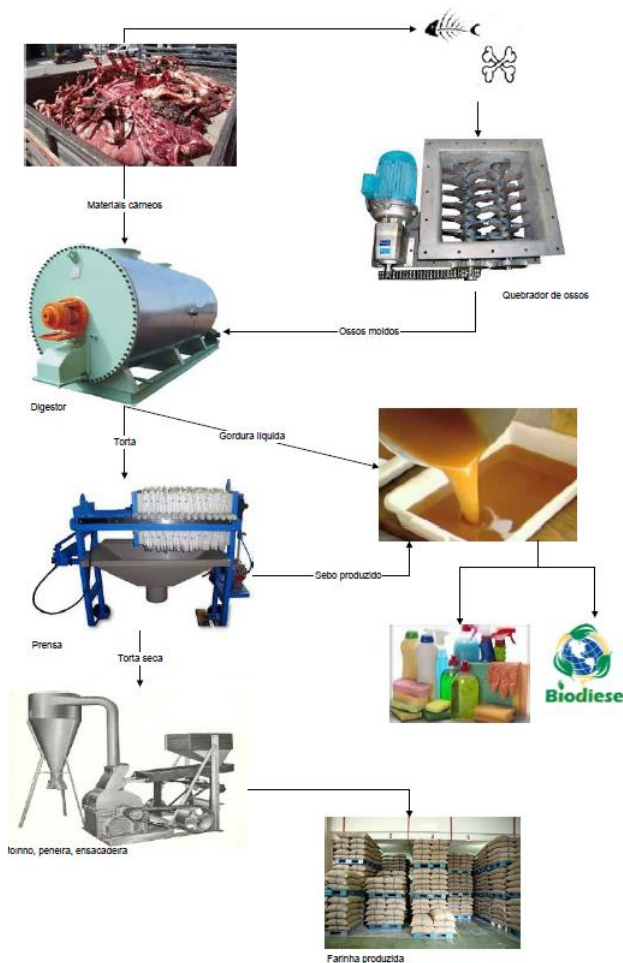 Materiais cárneos
Quebrador de ossos
Ossos moídos
Digestor
Torta
Gordura líquida
Sebo produzido
Prensa
Torta seca
Biodiese
Moinho, peneira, ensacadeira
Farinha produzida